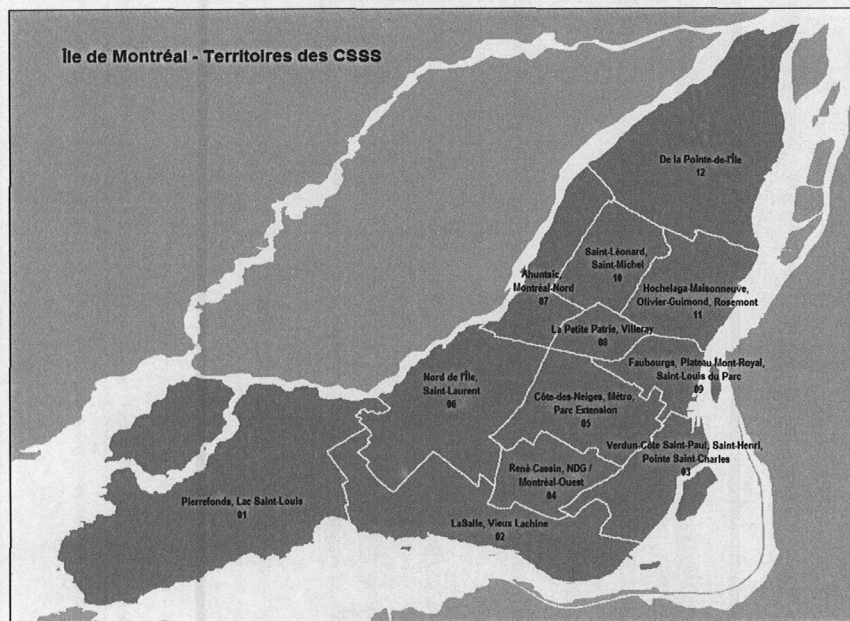 Île de Montréal - Territoires des CSSS
De la Pointe-de-l'Île
12
Saint-Léonard,
Saint-Michel
10
Ahuntsic,
Montréal-Nord
07
Hochelaga-Maisonneuve,
Olivier-Guimond, Rosemont
11
La Petite Patrie, Villeray
08
Faubourgs, Plateau Mont-Royal,
Saint-Louis du Parc
09
Nord de l'Île,
Saint-Laurent
06
Côte-des-Neiges, Métro,
Parc Extension
05
Verdun-Côte Saint-Paul, Saint-Henri,
Pointe Saint-Charles
03
René-Cassin, NDG /
Montréal-Ouest
04
Pierrefonds, Lac Saint-Louis
01
LaSalle, Vieux Lachine
02